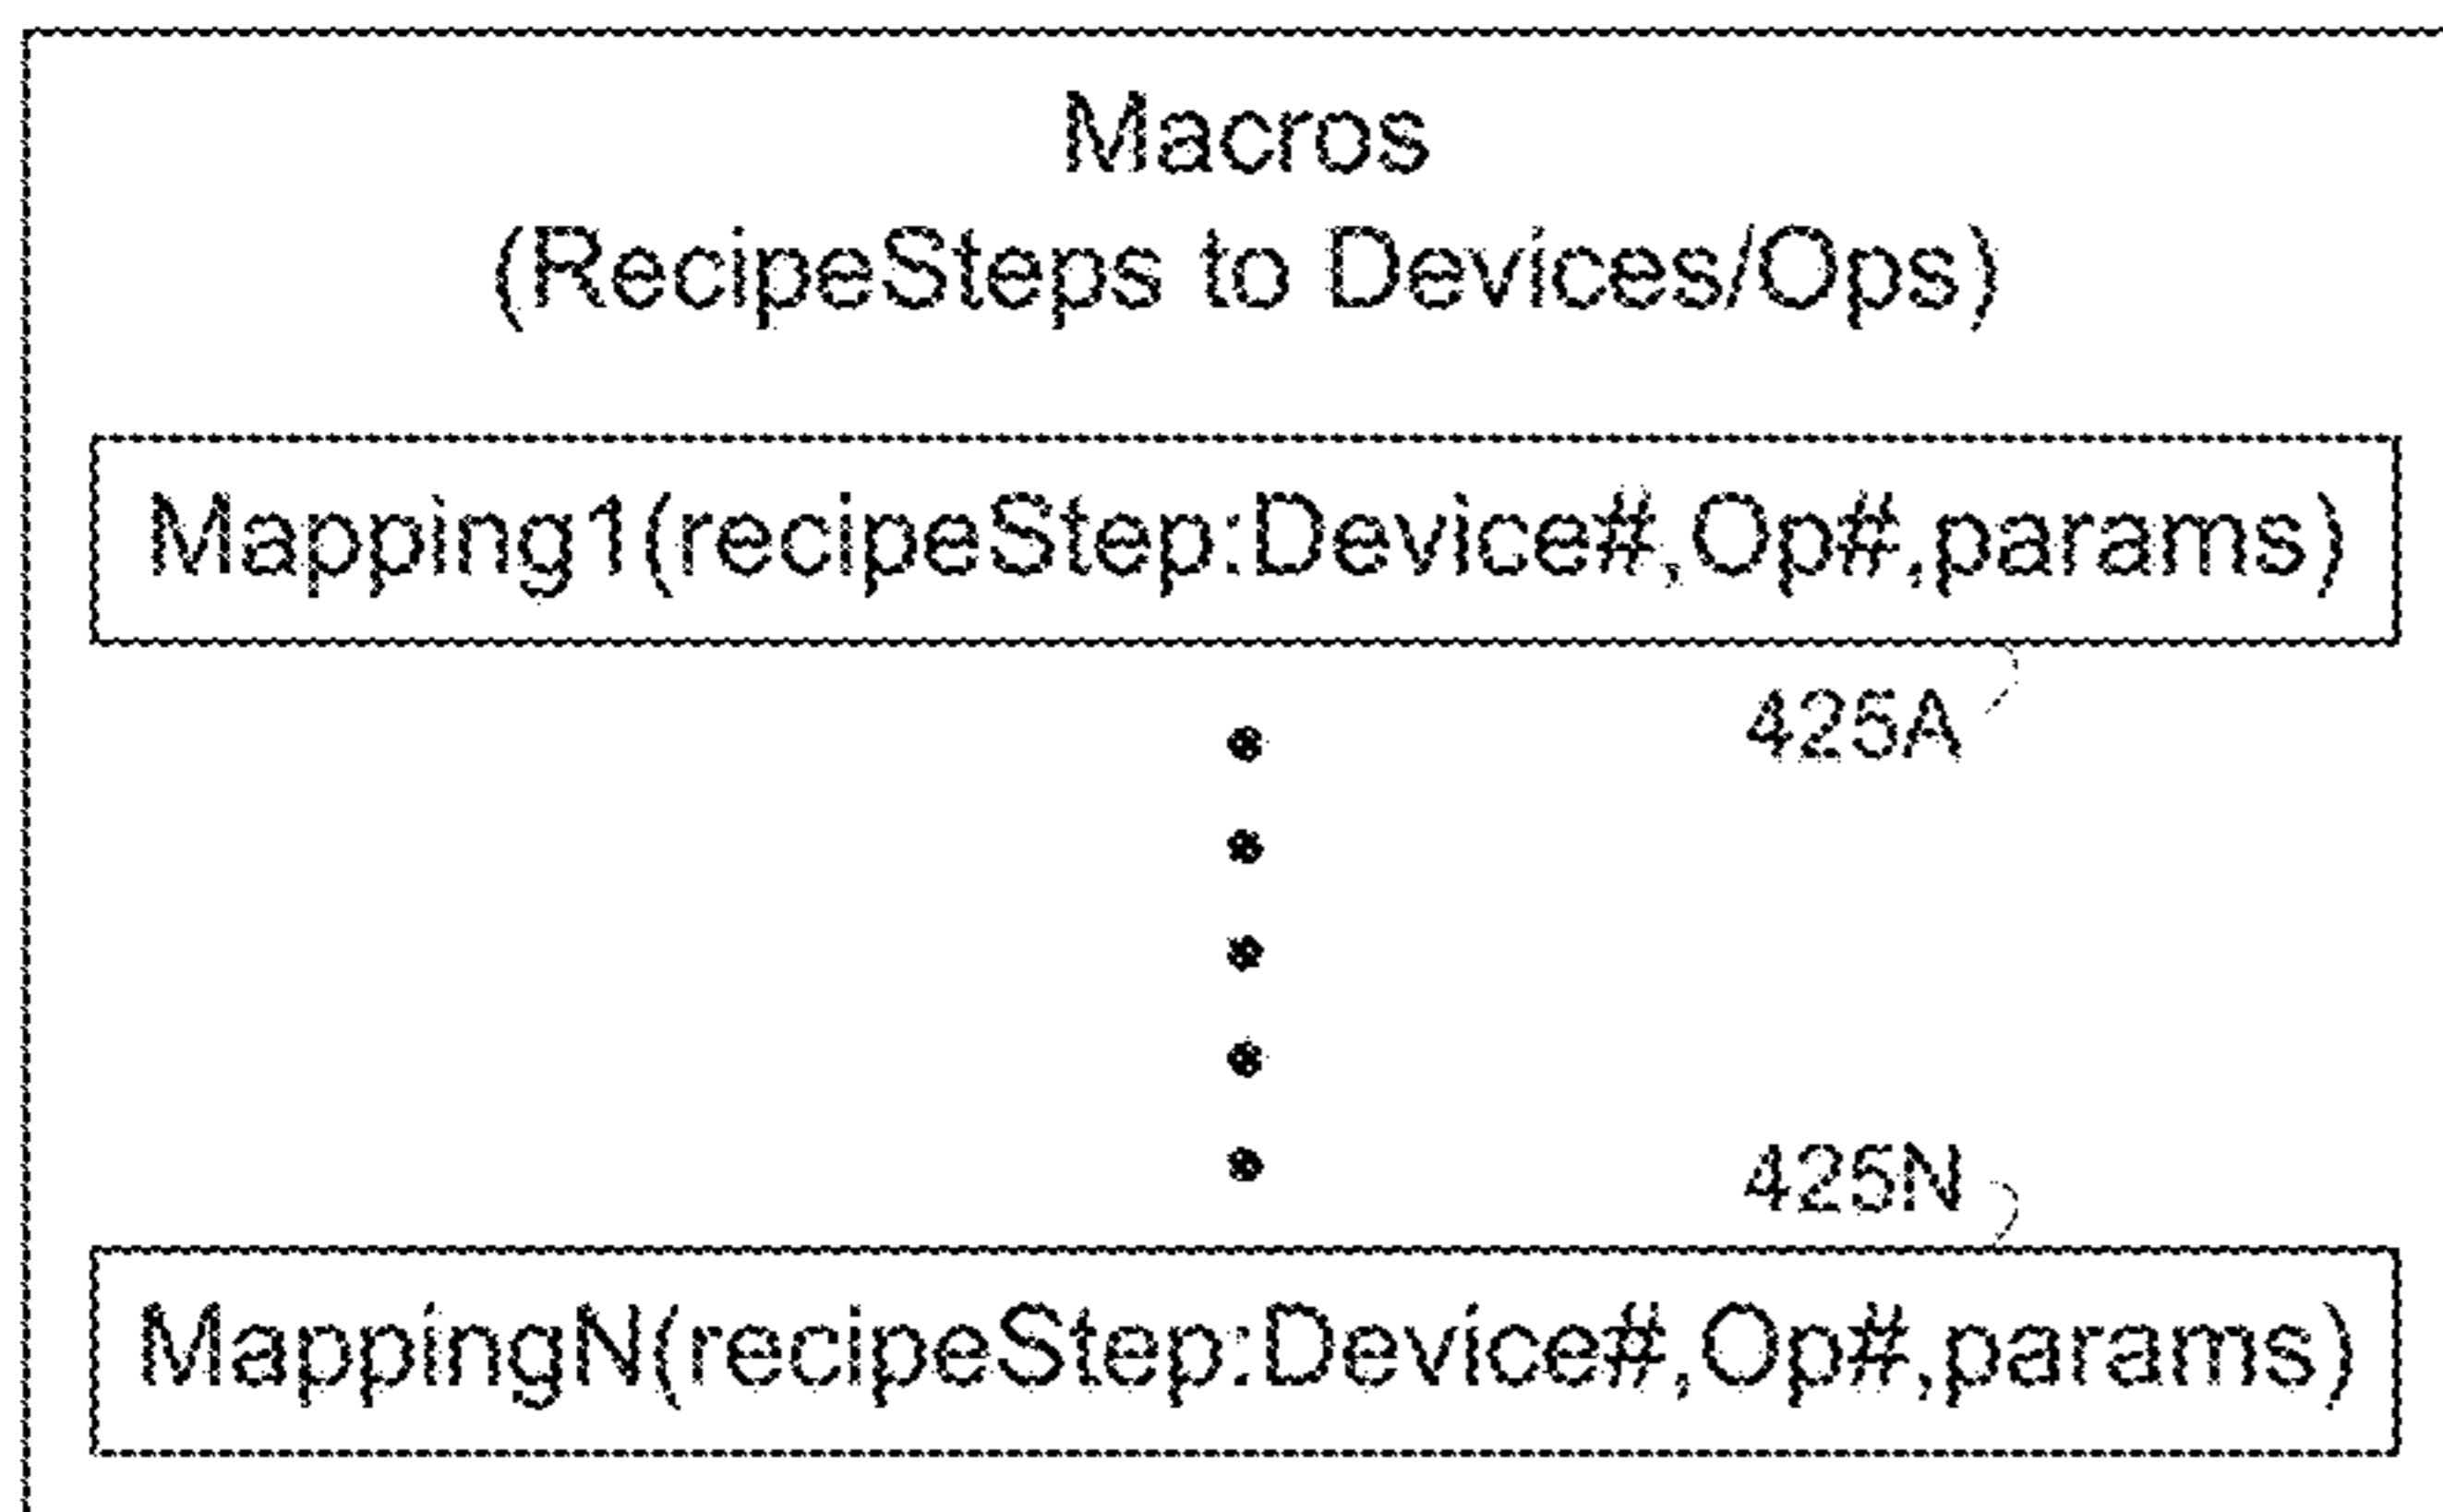 Macros
(RecipeSteps to Devices/Ops)
Mapping1(recipeStep:Device#,Op#,params)
425A
425N
MappingN(recipeStep:Device#,Op#,params)